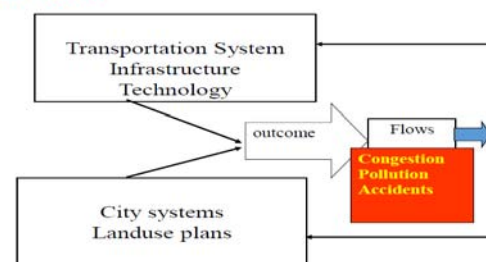 Transportation System
Infrastructure
Technology
outcome
Flows
Congestion
Pollution
Accidents
City systems
Landuse plans